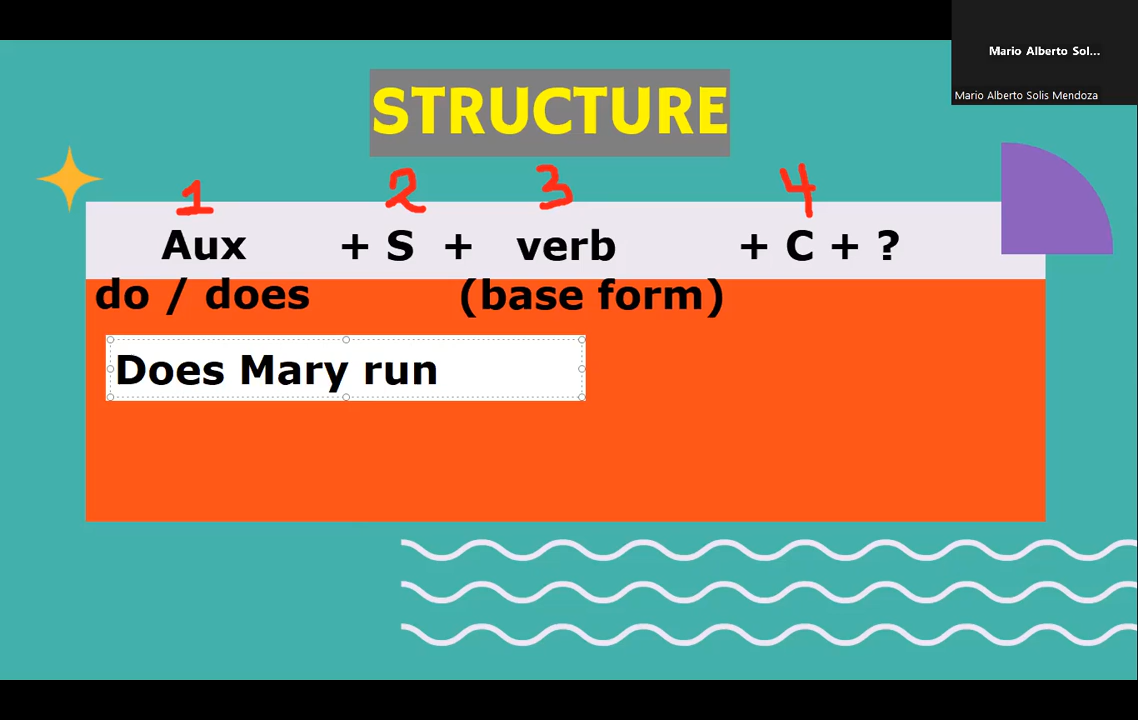 Mario Alberto Sol...
Mario Alberto Solis Mendoza
STRUCTURE
1 2 3 4
Aux + S + verb + C + ?
do / does (base form)
Does Mary run